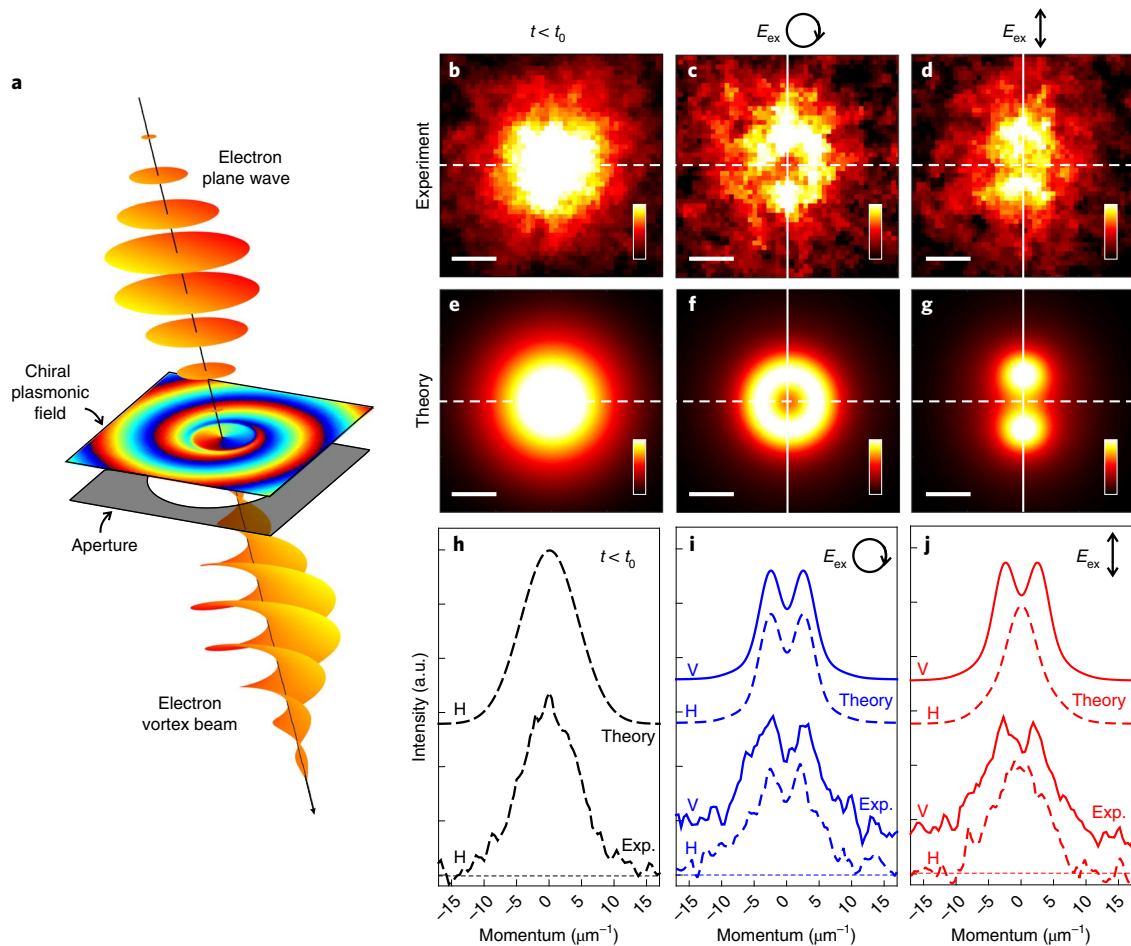 a
Electron
plane wave
Chiral
plasmonic
field
Aperture
Electron
vortex beam
t < t0
Eex
Eex
Experiment
b
c
d
Theory
e
f
g
Intensity (a.u.)
h
t < t0
H
Theory
H
Exp.
-15 -10 -5 0 5 10 15
Momentum (μm⁻¹)
i
Eex
V
H
Theory
V
Exp.
H
-15 -10 -5 0 5 10 15
Momentum (μm⁻¹)
j
Eex
V
H
Theory
V
Exp.
H
-15 -10 -5 0 5 10 15
Momentum (μm⁻¹)